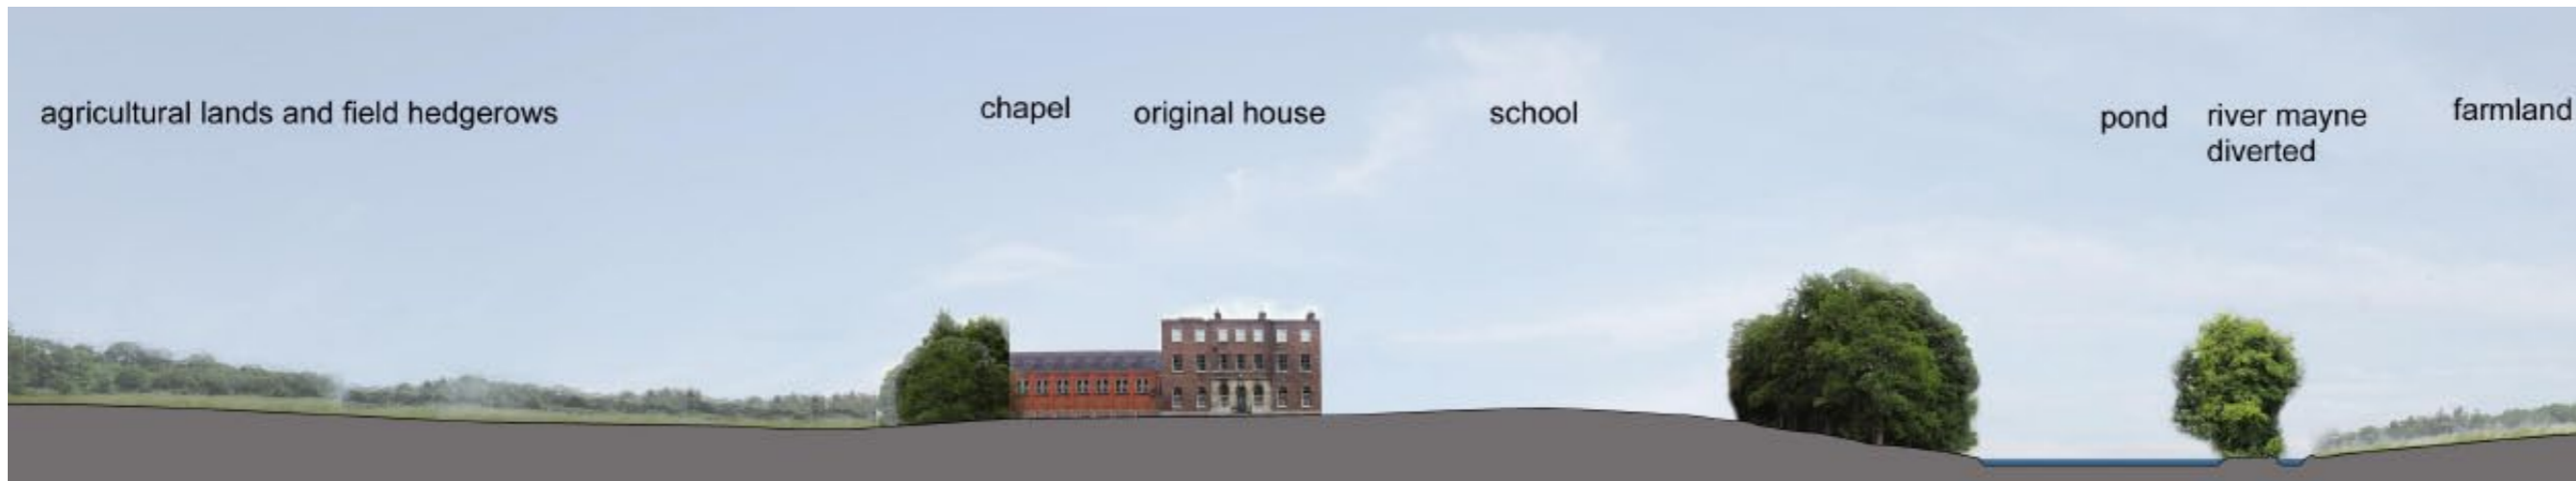 agricultural lands and field hedgerows
chapel
original house
school
pond
river mayne
diverted
farmland